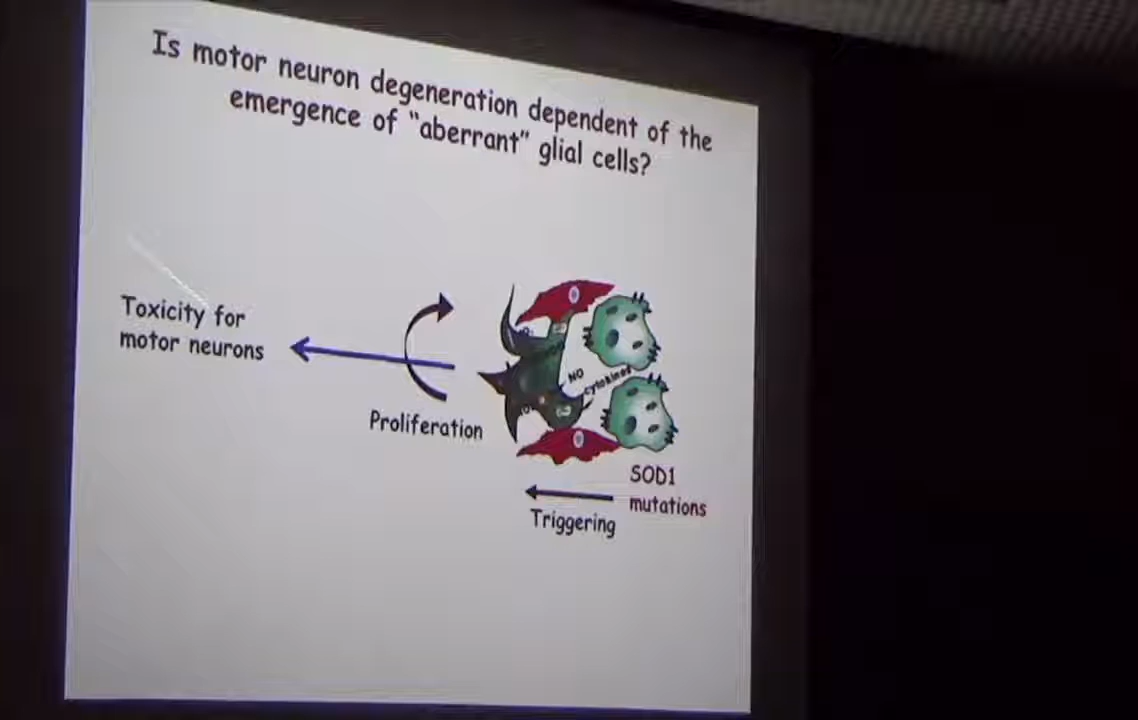 Is motor neuron degeneration dependent of the
emergence of "aberrant" glial cells?
Toxicity for
motor neurons
Proliferation
NO
cytokines
SOD1
mutations
Triggering